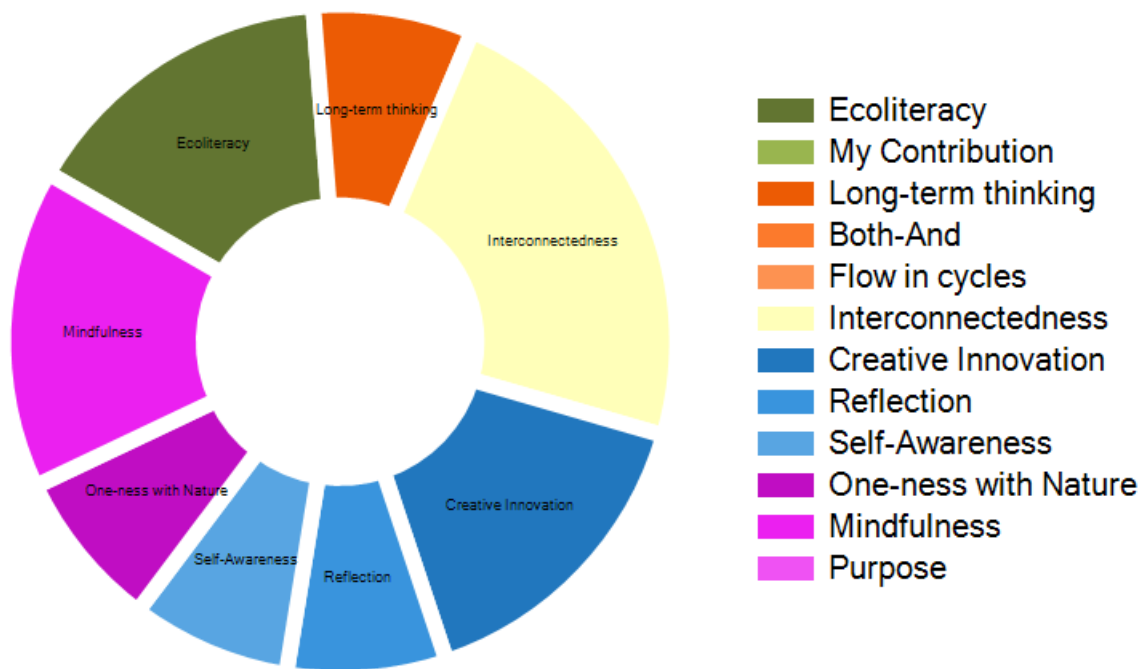 Long-term thinking
Ecoliteracy
Interconnectedness
Mindfulness
One-ness with Nature
Creative Innovation
Self-Awareness
Reflection
Ecoliteracy
My Contribution
Long-term thinking
Both-And
Flow in cycles
Interconnectedness
Creative Innovation
Reflection
Self-Awareness
One-ness with Nature
Mindfulness
Purpose